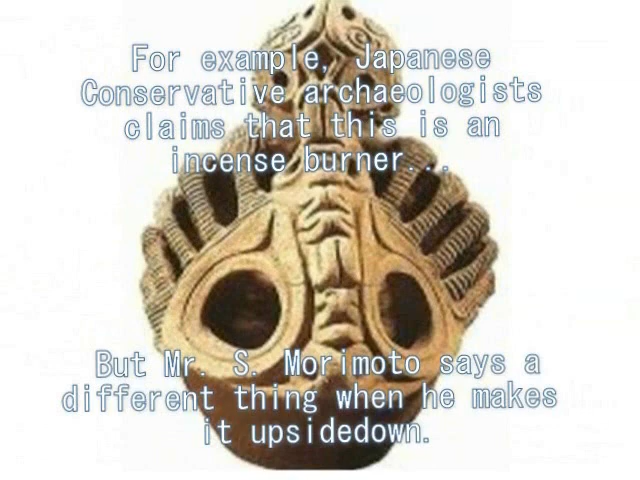 For example, Japanese
Conservative archaeologists
claims that this is an
incense burner...
But Mr. S. Morimoto says a
different thing when he makes
it upsidedown.